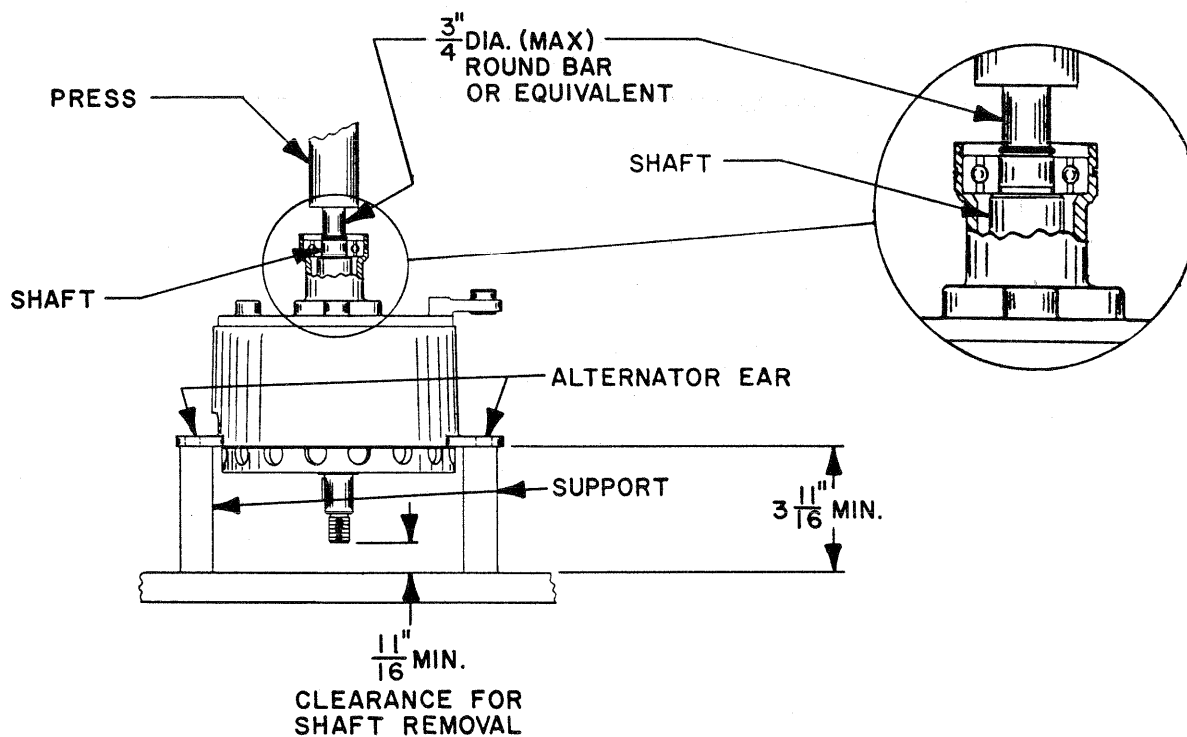 3/4" DIA. (MAX)
ROUND BAR
OR EQUIVALENT
PRESS
SHAFT
SHAFT
ALTERNATOR EAR
SUPPORT
3 11/16" MIN.
11/16" MIN.
CLEARANCE FOR
SHAFT REMOVAL